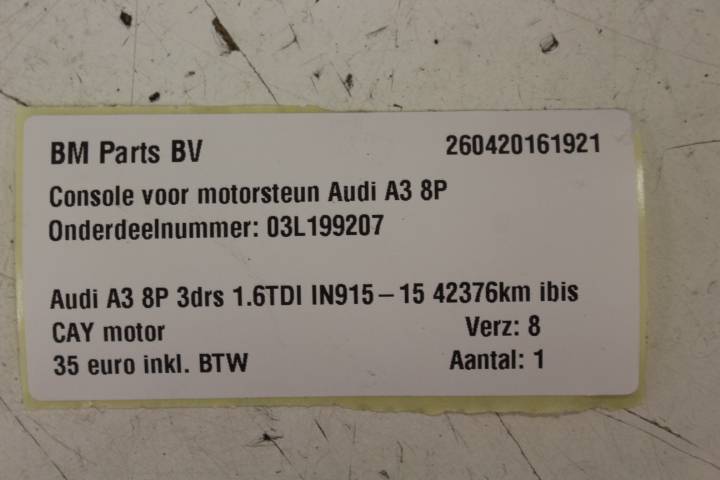 BM Parts BV 260420161921
Console voor motorsteun Audi A3 8P
Onderdeelnummer: 03L199207
Audi A3 8P 3drs 1.6TDI IN915-15 42376km ibis
CAY motor Verz: 8
35 euro inkl. BTW Aantal: 1